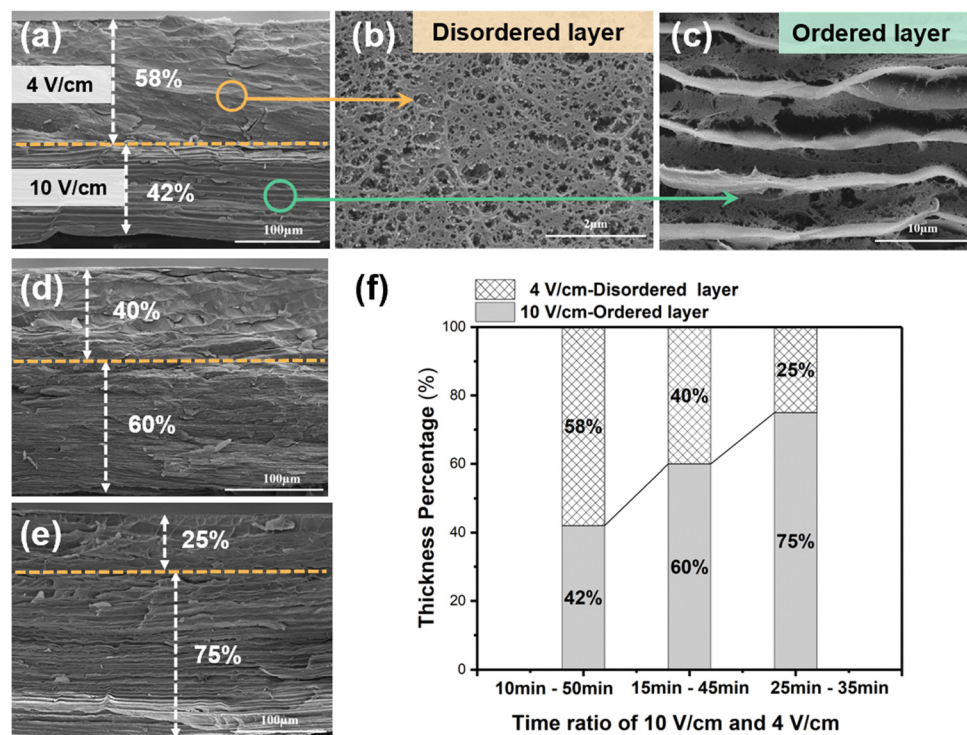 (a)
4 V/cm
58%
10 V/cm
42%
100μm
(b)
Disordered layer
2μm
(c)
Ordered layer
10μm
(d)
40%
60%
100μm
(e)
25%
75%
100μm
(f)
4 V/cm-Disordered layer
10 V/cm-Ordered layer
Thickness Percentage (%)
100
80
60
40
20
0
58%
42%
40%
60%
25%
75%
10min - 50min
15min - 45min
25min - 35min
Time ratio of 10 V/cm and 4 V/cm